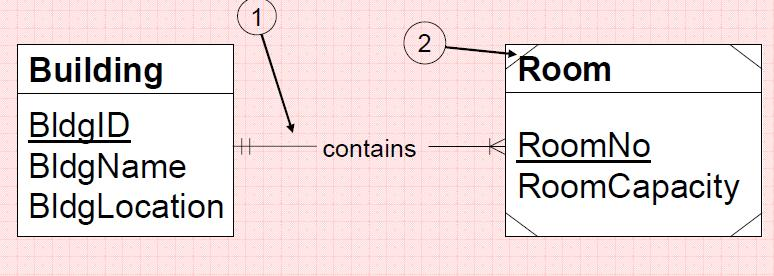 1
2
Building
BldgID
BldgName
BldgLocation
contains
Room
RoomNo
RoomCapacity